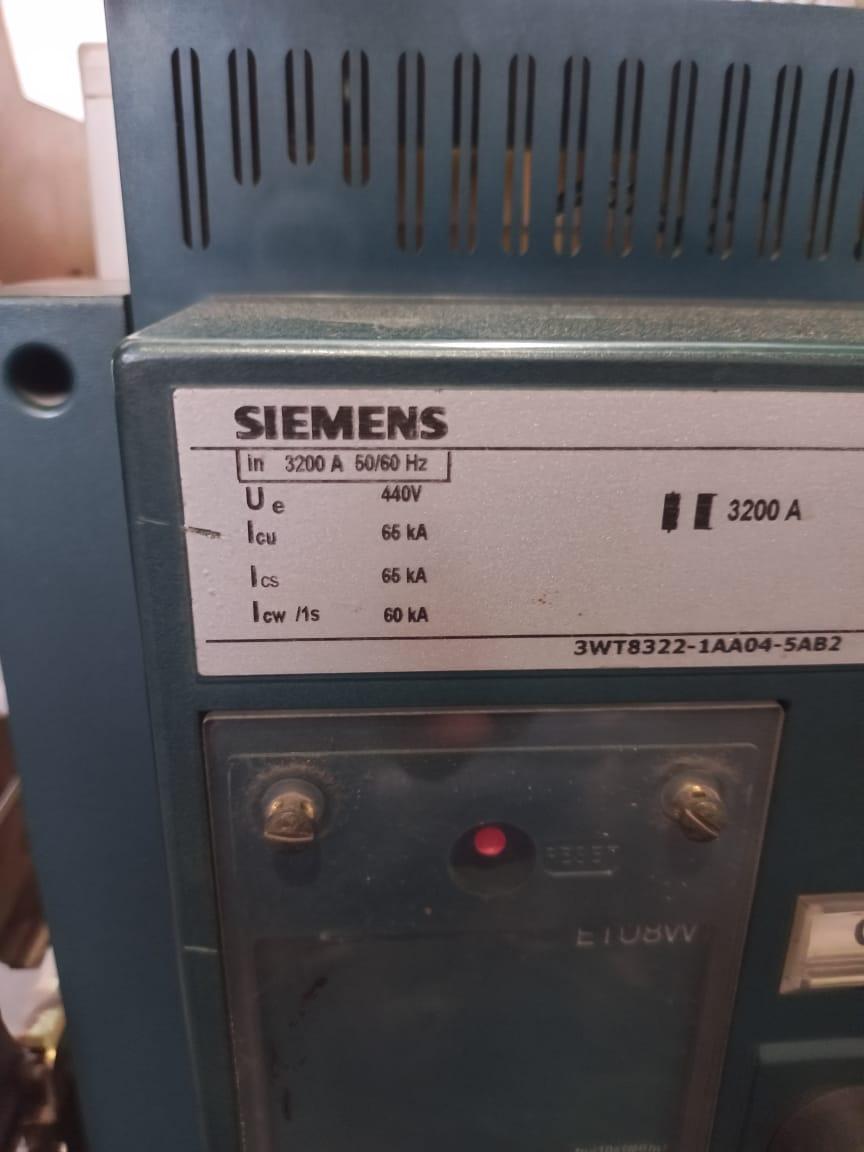 SIEMENS
in 3200 A 50/60 Hz
Ue 440V
Icu 65 kA
3200 A
Ics 65 kA
Icw /1s 60 kA
3WT8322-1AA04-5AB2
RESET
ETU8W